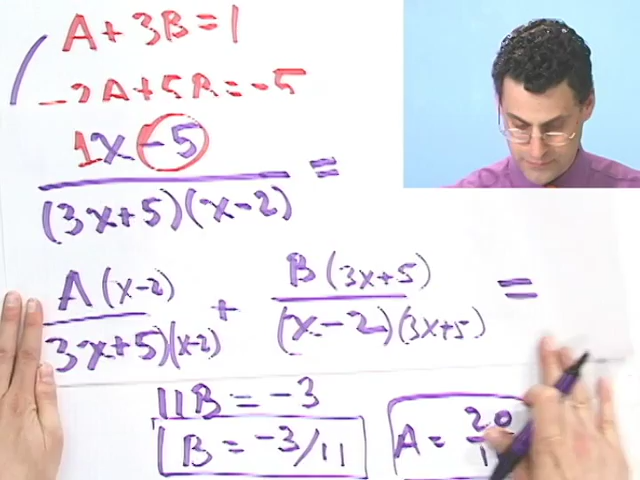 A + 3B = 1
-2A + 5B = -5
1x - 5
(3x+5)(x-2) =
A (x-2) + B (3x+5) =
3x+5)(x-2) (x-2)(3x+5)
11B = -3
B = -3/11
A = 20
1